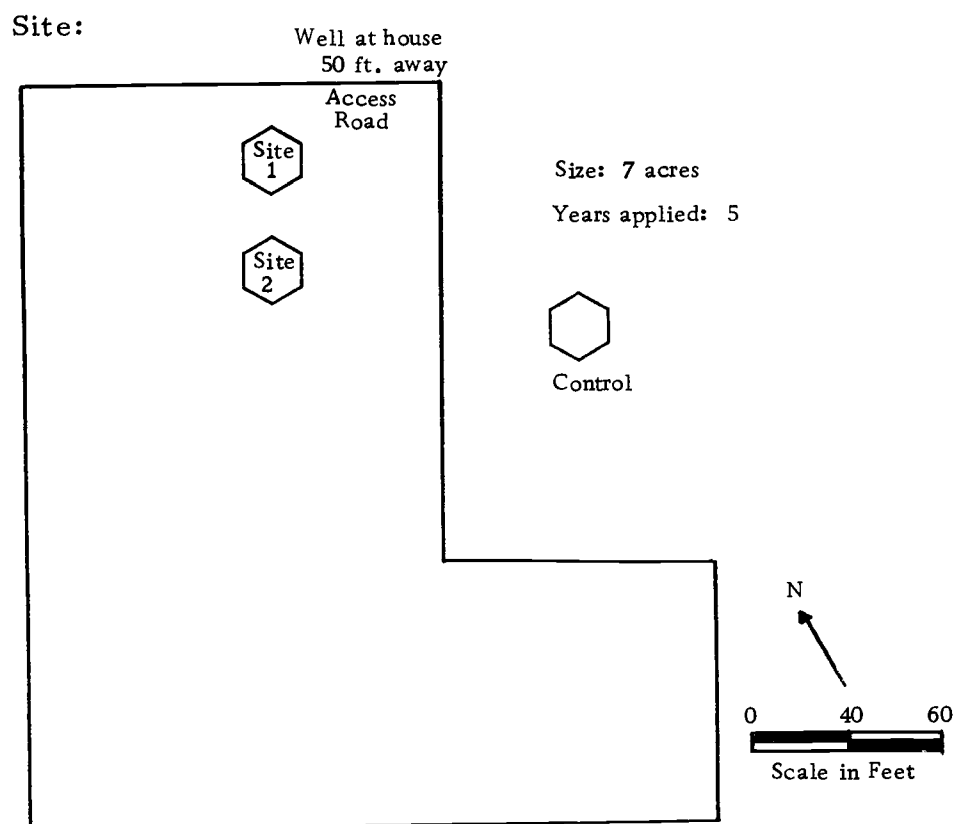 Site:
Well at house
50 ft. away
Access
Road
Site
1
Size: 7 acres
Years applied: 5
Site
2
Control
N
0 40 60
Scale in Feet